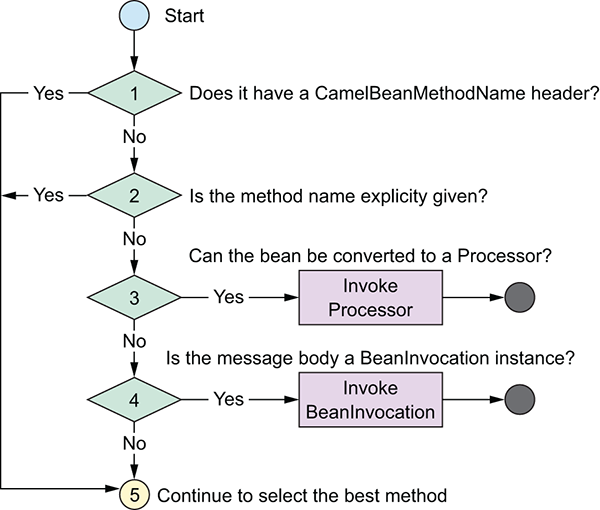 Start
Yes
1
Does it have a CamelBeanMethodName header?
No
Yes
2
Is the method name explicity given?
No
Can the bean be converted to a Processor?
3
Yes
Invoke
Processor
No
Is the message body a BeanInvocation instance?
4
Yes
Invoke
BeanInvocation
No
5
Continue to select the best method